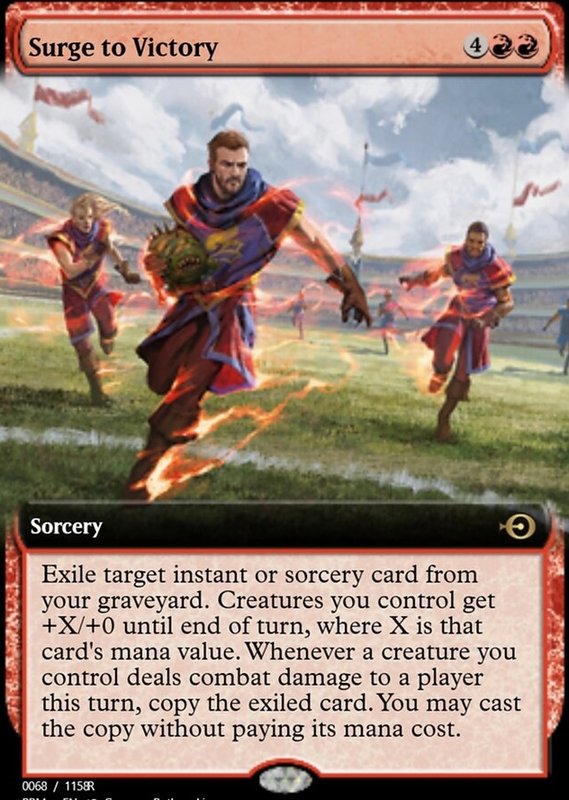 Surge to Victory 4
Sorcery
Exile target instant or sorcery card from
your graveyard. Creatures you control get
+X/+0 until end of turn, where X is that
card's mana value. Whenever a creature you
control deals combat damage to a player
this turn, copy the exiled card. You may cast
the copy without paying its mana cost.
0068 / 1158R